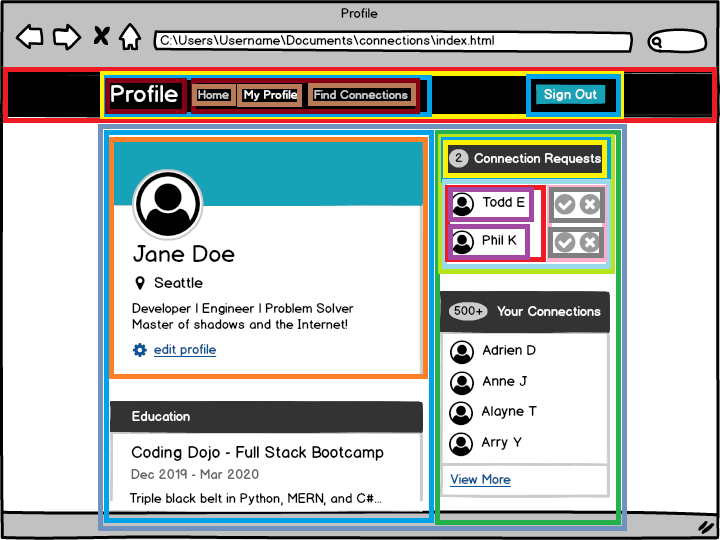 Profile
C:\Users\Username\Documents\connections\index.html
Profile
Home
My Profile
Find Connections
Sign Out
Jane Doe
Seattle
Developer | Engineer | Problem Solver
Master of shadows and the Internet!
edit profile
Education
Coding Dojo - Full Stack Bootcamp
Dec 2019 - Mar 2020
Triple black belt in Python, MERN, and C#...
2 Connection Requests
Todd E
Phil K
500+ Your Connections
Adrien D
Anne J
Alayne T
Arry Y
View More